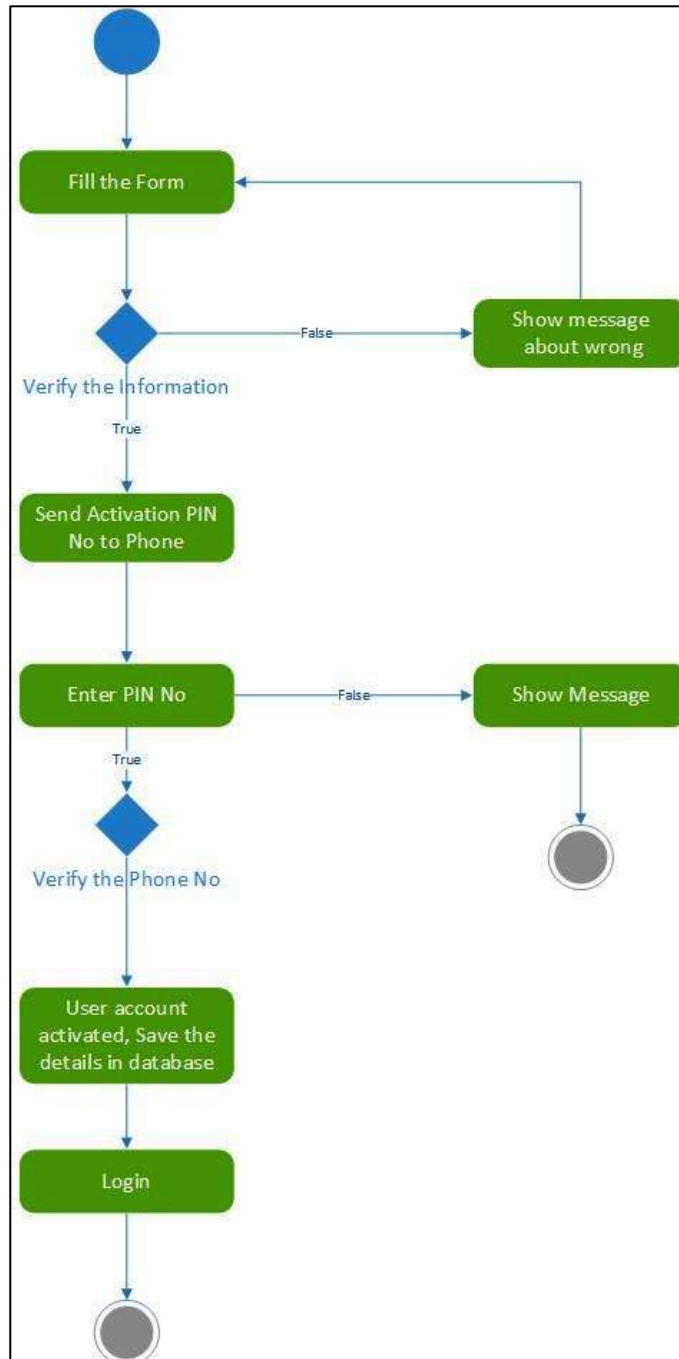 Fill the Form
False
Show message
about wrong
Verify the Information
True
Send Activation PIN
No to Phone
Enter PIN No
False
Show Message
True
Verify the Phone No
User account
activated, Save the
details in database
Login